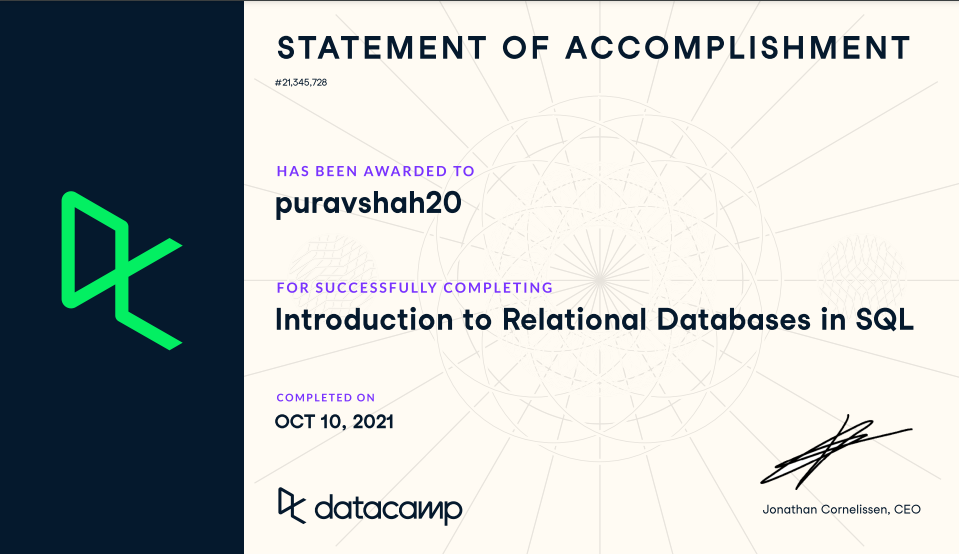 STATEMENT OF ACCOMPLISHMENT
#21,345,728
HAS BEEN AWARDED TO
puravshah20
FOR SUCCESSFULLY COMPLETING
Introduction to Relational Databases in SQL
COMPLETED ON
OCT 10, 2021
datacamp
Jonathan Cornelissen, CEO